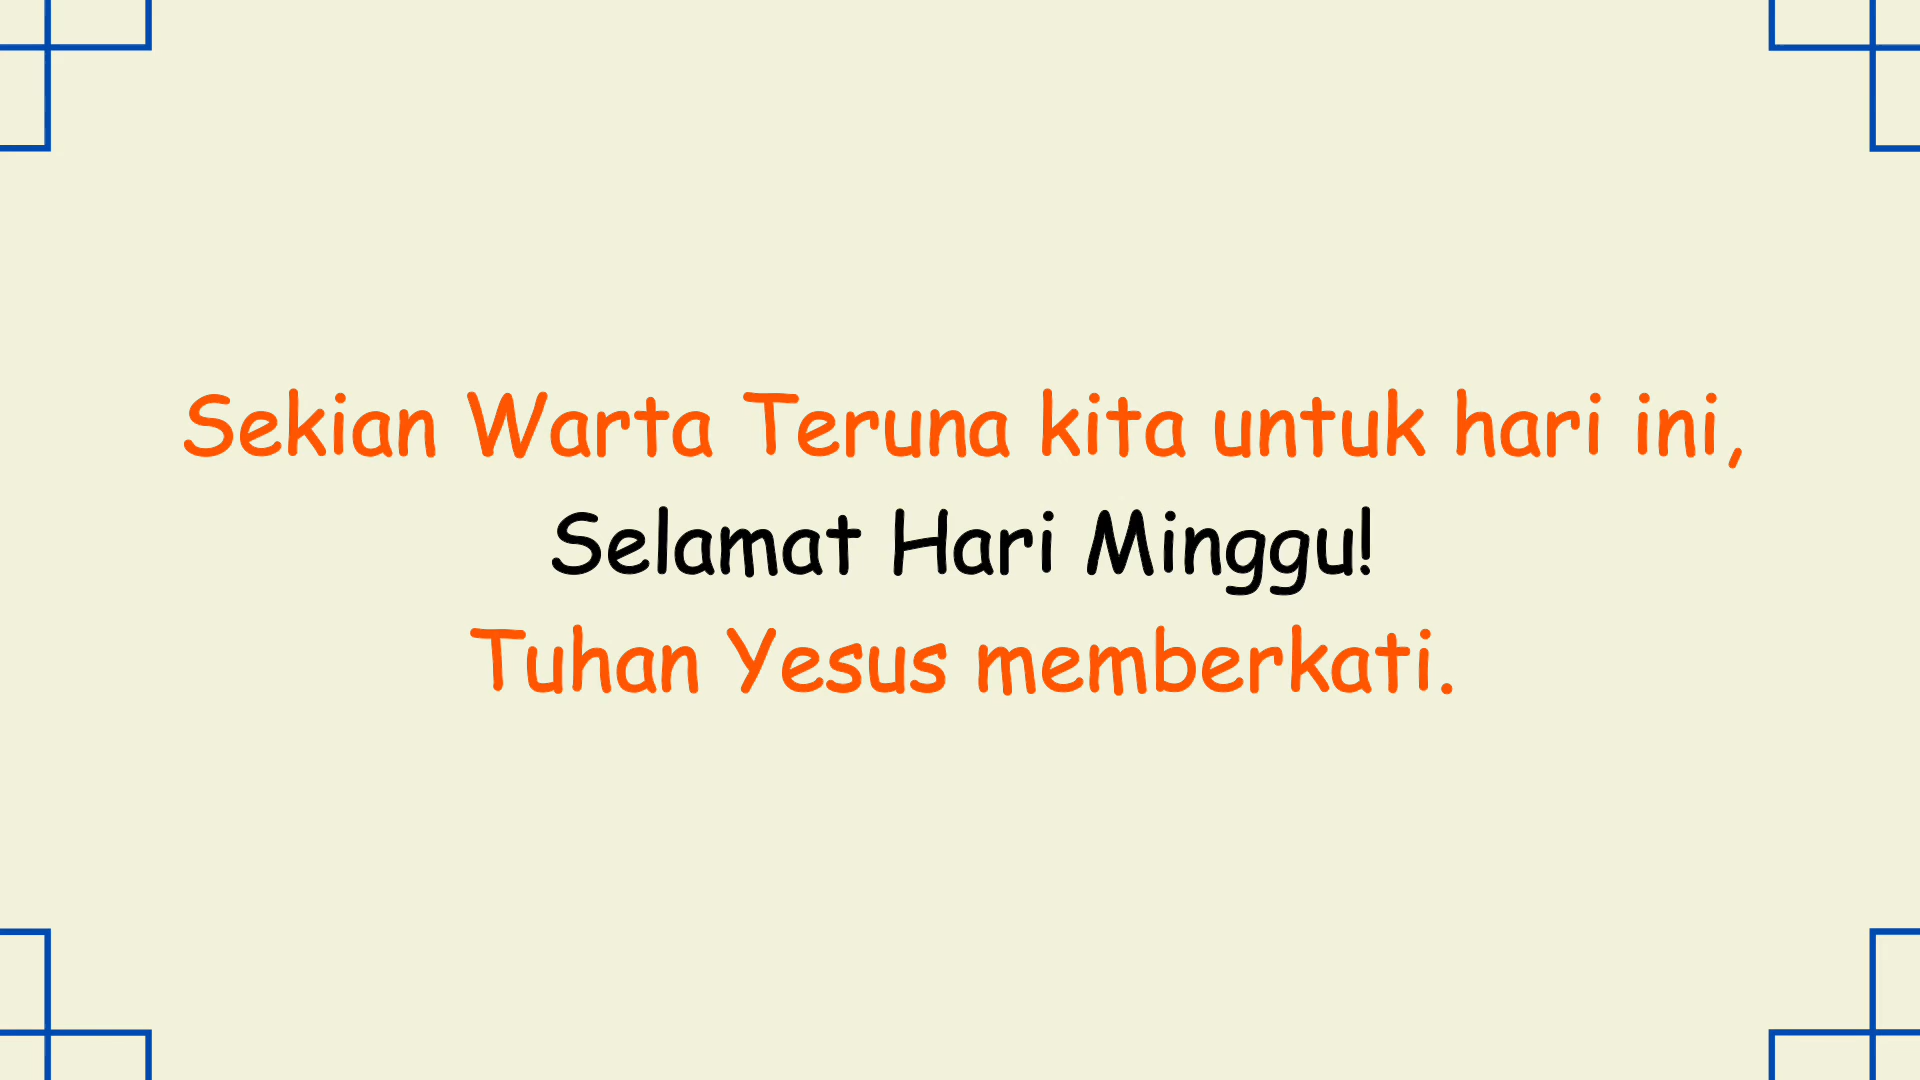 Sekian Warta Teruna kita untuk hari ini,
Selamat Hari Minggu!
Tuhan Yesus memberkati.